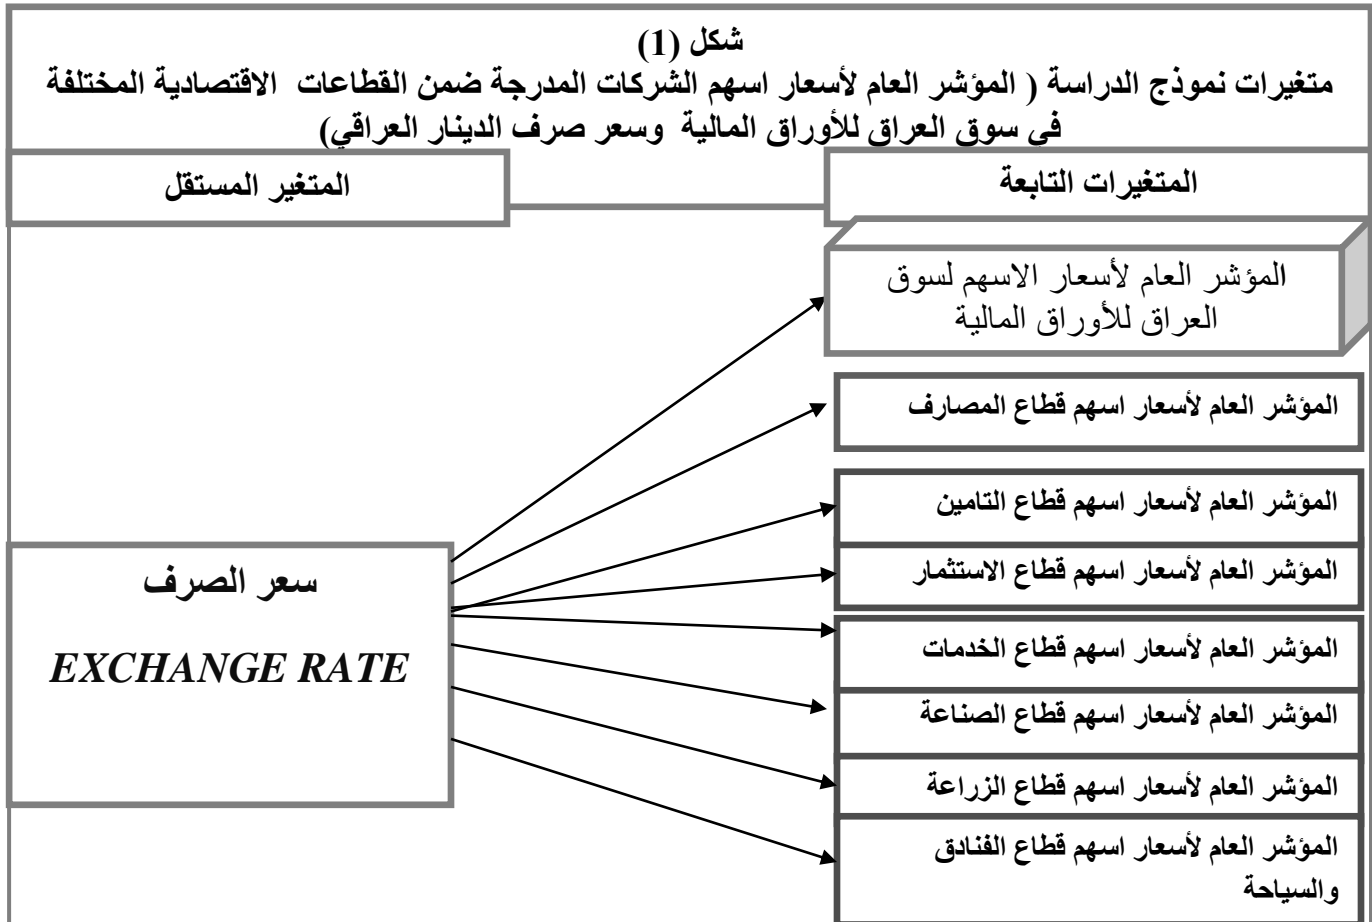 شكل (1)
متغيرات نموذج الدراسة ( المؤشر العام لأسعار اسهم الشركات المدرجة ضمن القطاعات الاقتصادية المختلفة
في سوق العراق للأوراق المالية وسعر صرف الدينار العراقي)
المتغيرات التابعة
المتغير المستقل
المؤشر العام لأسعار الاسهم لسوق
العراق للأوراق المالية
المؤشر العام لأسعار اسهم قطاع المصارف
المؤشر العام لأسعار اسهم قطاع التامين
المؤشر العام لأسعار اسهم قطاع الاستثمار
المؤشر العام لأسعار اسهم قطاع الخدمات
المؤشر العام لأسعار اسهم قطاع الصناعة
المؤشر العام لأسعار اسهم قطاع الزراعة
المؤشر العام لأسعار اسهم قطاع الفنادق
والسياحة
سعر الصرف
EXCHANGE RATE